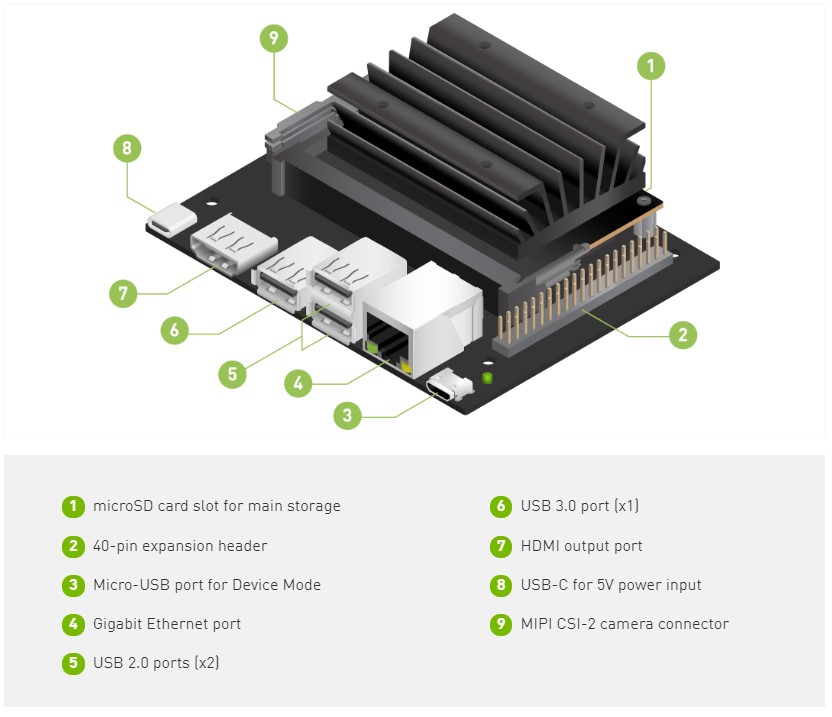 9
1
8
7
6
5
4
3
2
1 microSD card slot for main storage
2 40-pin expansion header
3 Micro-USB port for Device Mode
4 Gigabit Ethernet port
5 USB 2.0 ports (x2)
6 USB 3.0 port (x1)
7 HDMI output port
8 USB-C for 5V power input
9 MIPI CSI-2 camera connector